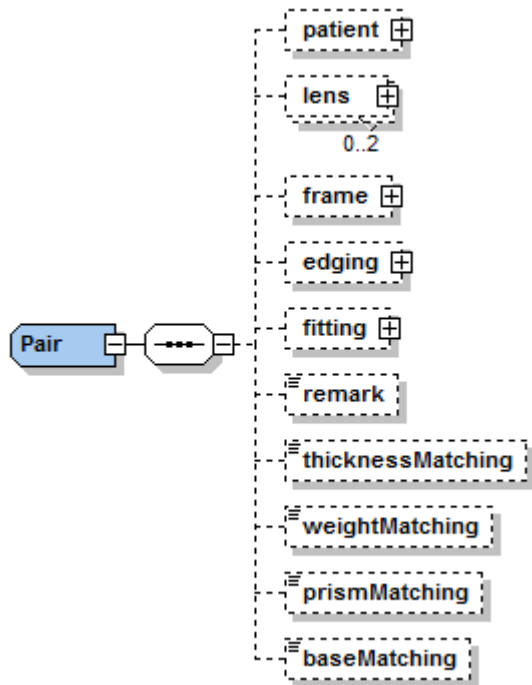 patient
lens
0..2
frame
edging
Pair
fitting
remark
thicknessMatching
weightMatching
prismMatching
baseMatching